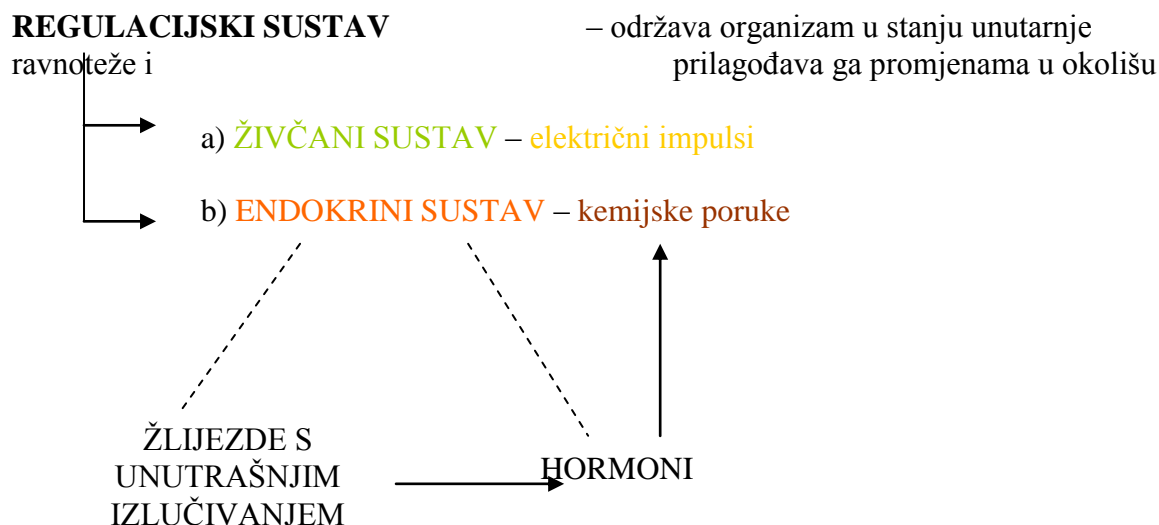 REGULACIJSKI SUSTAV – održava organizam u stanju unutarnje
ravnoteže i prilagođava ga promjenama u okolišu
a) ŽIVČANI SUSTAV – električni impulsi
b) ENDOKRINI SUSTAV – kemijske poruke
ŽLIJEZDE S
UNUTRAŠNJIM
IZLUČIVANJEM
HORMONI